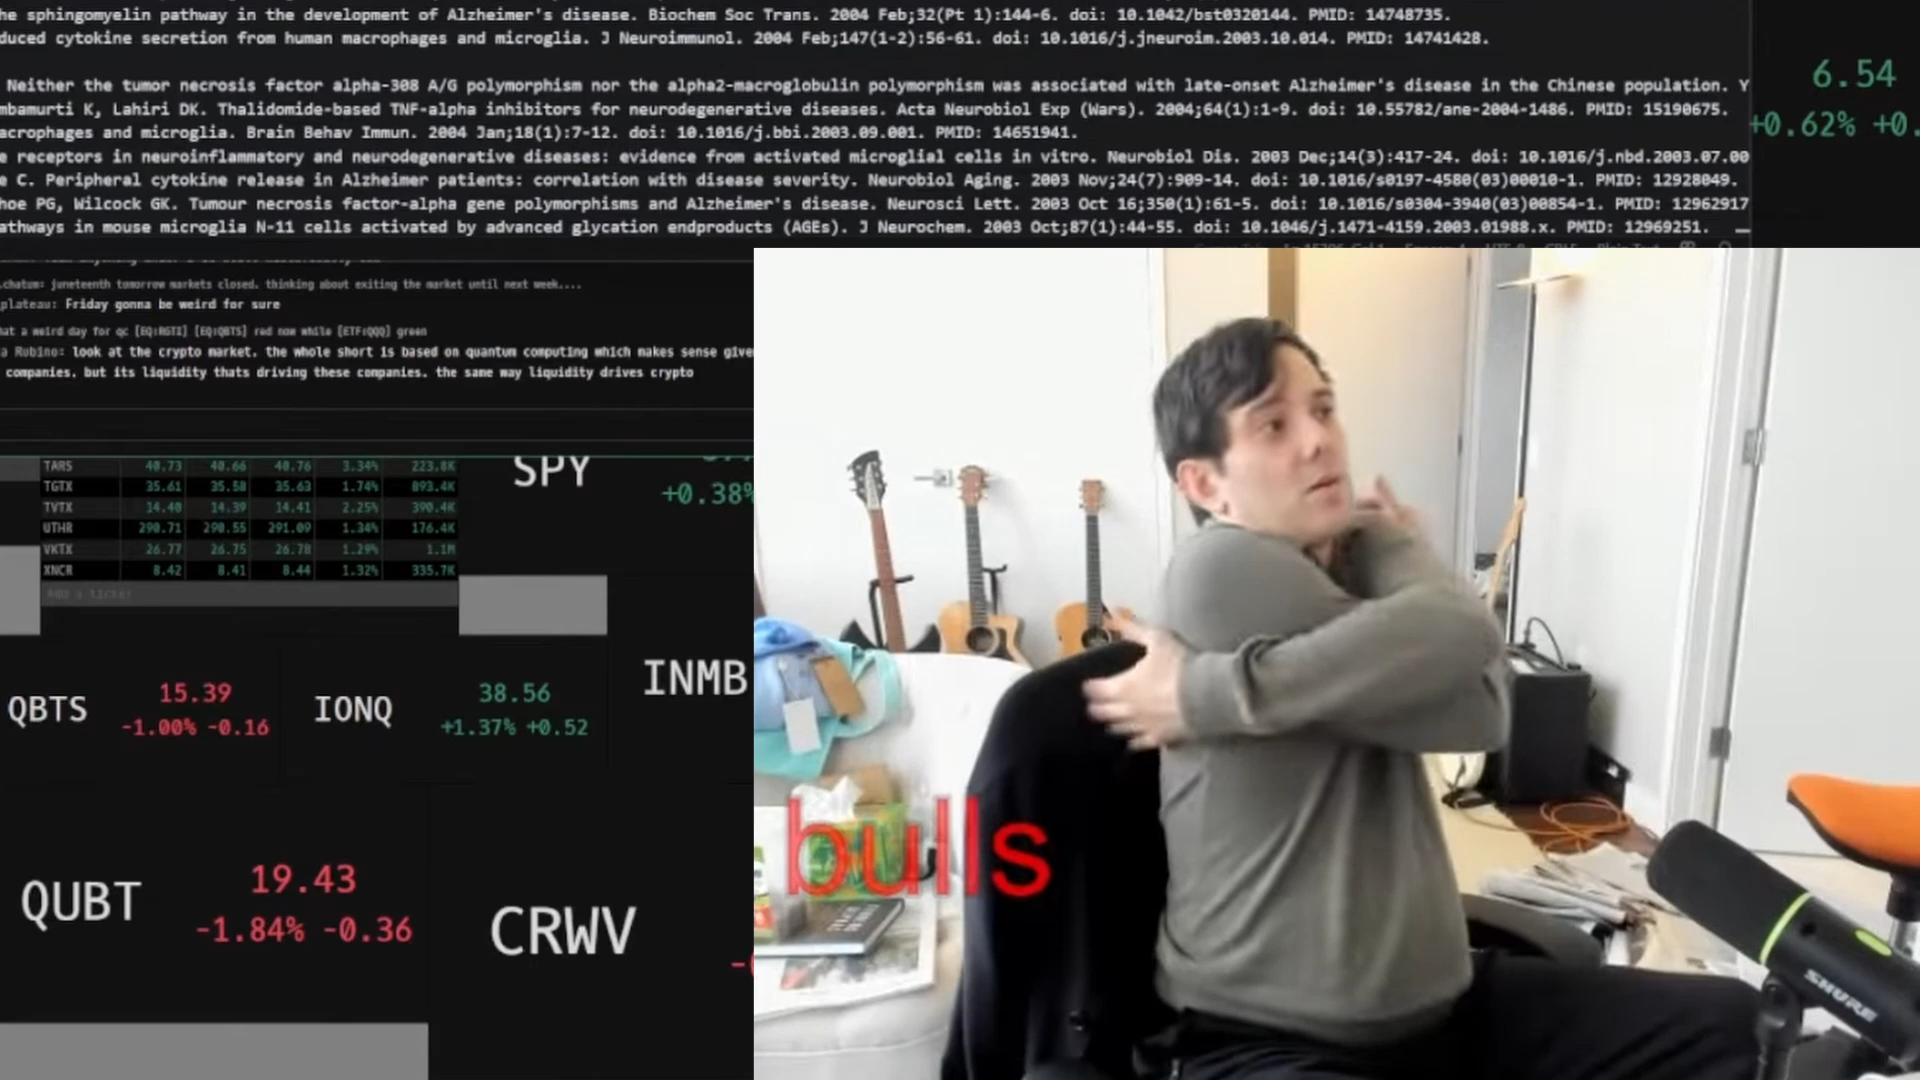 he sphingomyelin pathway in the development of Alzheimer's disease. Biochem Soc Trans. 2004 Feb;32(Pt 1):144-6. doi: 10.1042/bst0320144. PMID: 14748735.
duced cytokine secretion from human macrophages and microglia. J Neuroimmunol. 2004 Feb;147(1-2):56-61. doi: 10.1016/j.jneuroim.2003.10.014. PMID: 14741428.
Neither the tumor necrosis factor alpha-308 A/G polymorphism nor the alpha2-macroglobulin polymorphism was associated with late-onset Alzheimer's disease in the Chinese population. Y
mbamurti K, Lahiri DK. Thalidomide-based TNF-alpha inhibitors for neurodegenerative diseases. Acta Neurobiol Exp (Wars). 2004;64(1):1-9. doi: 10.55782/ane-2004-1486. PMID: 15190675.
acrophages and microglia. Brain Behav Immun. 2004 Jan;18(1):7-12. doi: 10.1016/j.bbi.2003.09.001. PMID: 14651941.
e receptors in neuroinflammatory and neurodegenerative diseases: evidence from activated microglial cells in vitro. Neurobiol Dis. 2003 Dec;14(3):417-24. doi: 10.1016/j.nbd.2003.07.00
e C. Peripheral cytokine release in Alzheimer patients: correlation with disease severity. Neurobiol Aging. 2003 Nov;24(7):909-14. doi: 10.1016/s0197-4580(03)00010-1. PMID: 12928049.
hoe PG, Wilcock GK. Tumour necrosis factor-alpha gene polymorphisms and Alzheimer's disease. Neurosci Lett. 2003 Oct 16;350(1):61-5. doi: 10.1016/s0304-3940(03)00854-1. PMID: 12962917
athways in mouse microglia N-11 cells activated by advanced glycation endproducts (AGEs). J Neurochem. 2003 Oct;87(1):44-55. doi: 10.1046/j.1471-4159.2003.01988.x. PMID: 12969251.
6.54
+0.62% +0.
.chatum: juneteenth tomorrow markets closed. thinking about exiting the market until next week....
plateau: Friday gonna be weird for sure
hat a weird day for qc [EQ:RGTI] [EQ:QBTS] red now while [ETF:QQQ] green
a Rubino: look at the crypto market. the whole short is based on quantum computing which makes sense give
companies. but its liquidity thats driving these companies. the same way liquidity drives crypto
TARS 40.73 40.66 40.76 3.34% 223.8K
TGTX 35.61 35.58 35.63 1.74% 893.4K
TVTX 14.40 14.39 14.41 2.25% 390.4K
UTHR 290.71 290.55 291.09 1.34% 176.4K
VKTX 26.77 26.75 26.78 1.29% 1.1M
XNCR 8.42 8.41 8.44 1.32% 335.7K
Add a ticker
SPY
+0.38%
QBTS 15.39
-1.00% -0.16
IONQ 38.56
+1.37% +0.52
INMB
QUBT 19.43
-1.84% -0.36
CRWV
bulls
SHURE